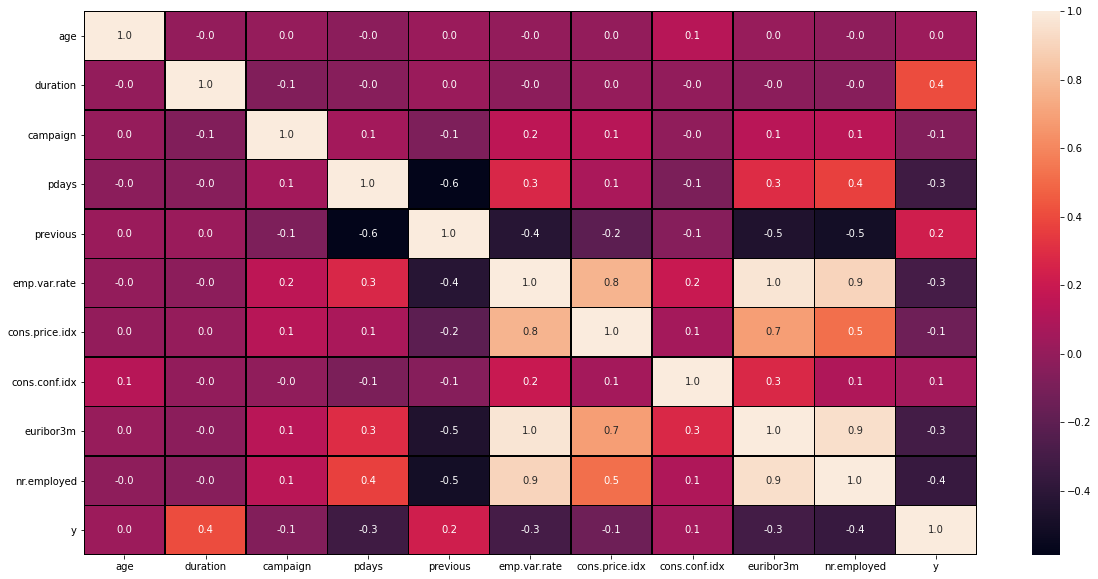 age 1.0 -0.0 0.0 -0.0 0.0 -0.0 0.0 0.1 0.0 -0.0 0.0
duration -0.0 1.0 -0.1 -0.0 0.0 -0.0 0.0 -0.0 -0.0 -0.0 0.4
campaign 0.0 -0.1 1.0 0.1 -0.1 0.2 0.1 -0.0 0.1 0.1 -0.1
pdays -0.0 -0.0 0.1 1.0 -0.6 0.3 0.1 -0.1 0.3 0.4 -0.3
previous 0.0 0.0 -0.1 -0.6 1.0 -0.4 -0.2 -0.1 -0.5 -0.5 0.2
emp.var.rate -0.0 -0.0 0.2 0.3 -0.4 1.0 0.8 0.2 1.0 0.9 -0.3
cons.price.idx 0.0 0.0 0.1 0.1 -0.2 0.8 1.0 0.1 0.7 0.5 -0.1
cons.conf.idx 0.1 -0.0 -0.0 -0.1 -0.1 0.2 0.1 1.0 0.3 0.1 0.1
euribor3m 0.0 -0.0 0.1 0.3 -0.5 1.0 0.7 0.3 1.0 0.9 -0.3
nr.employed -0.0 -0.0 0.1 0.4 -0.5 0.9 0.5 0.1 0.9 1.0 -0.4
y 0.0 0.4 -0.1 -0.3 0.2 -0.3 -0.1 0.1 -0.3 -0.4 1.0
age duration campaign pdays previous emp.var.rate cons.price.idx cons.conf.idx euribor3m nr.employed y
1.0
0.8
0.6
0.4
0.2
0.0
−0.2
−0.4